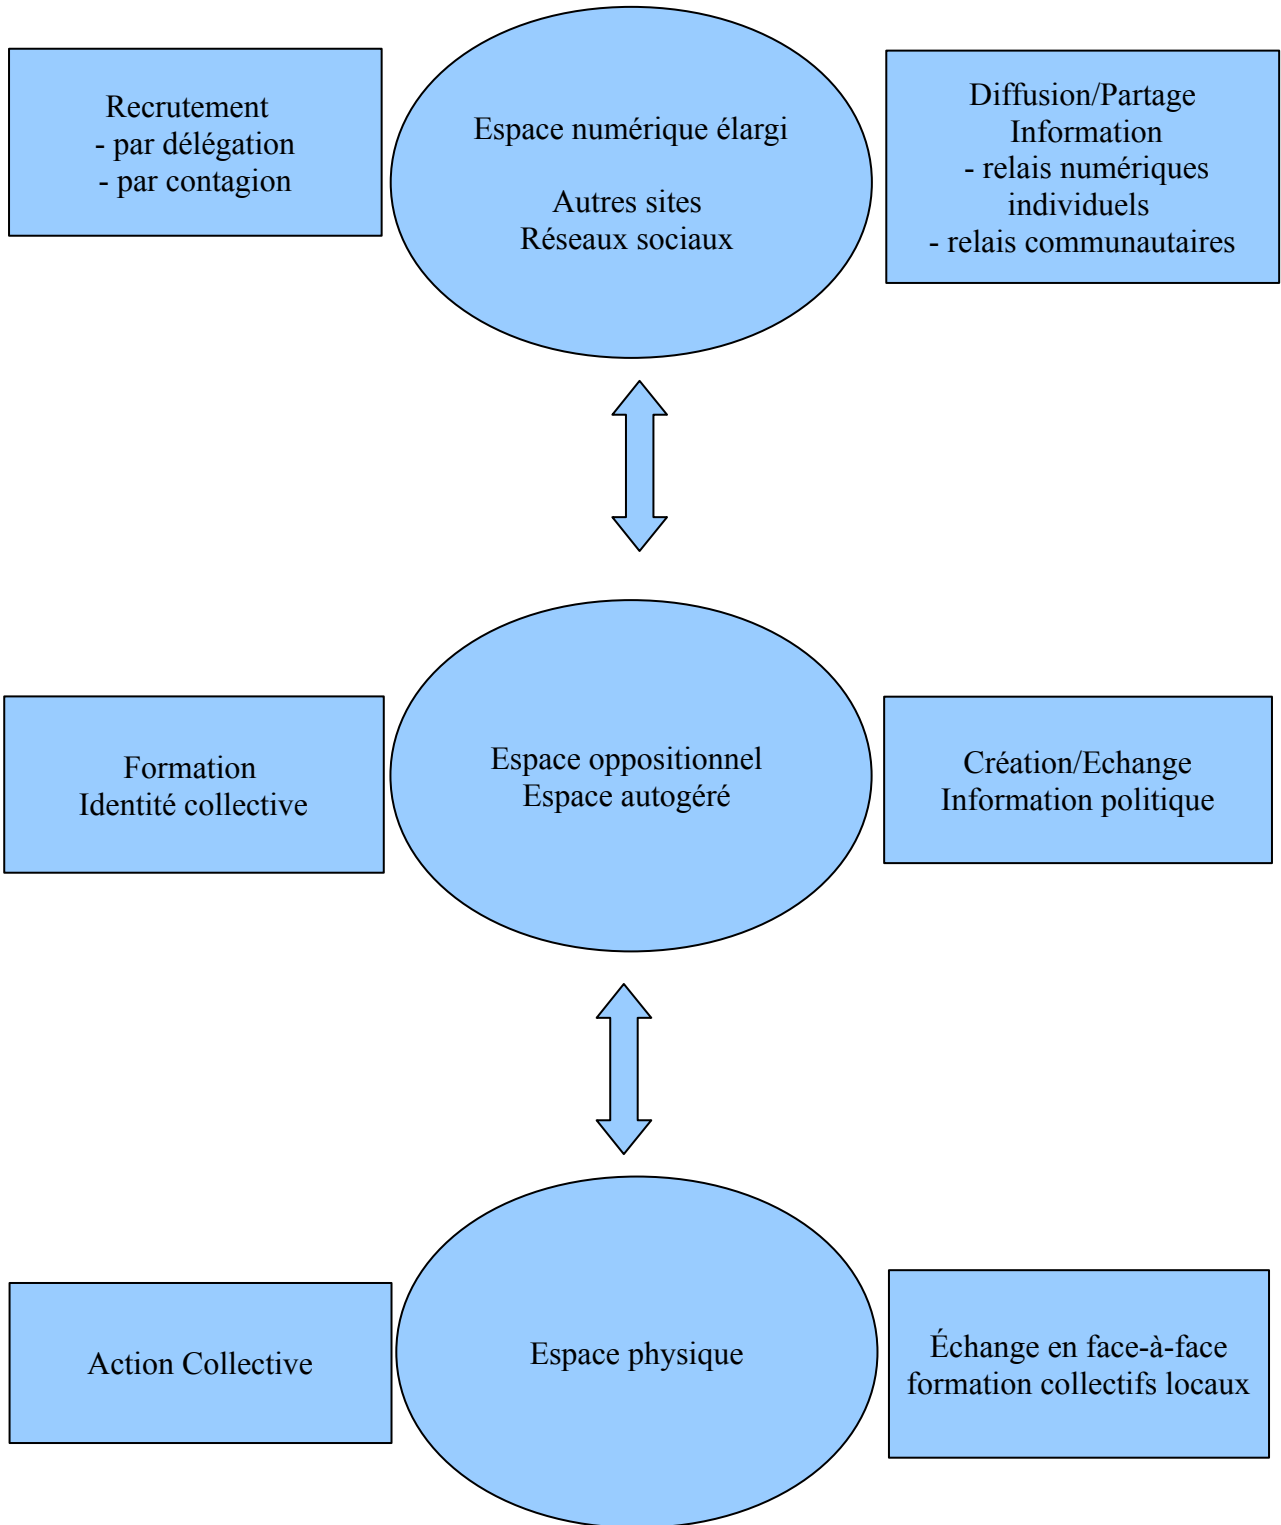 Recrutement
- par délégation
- par contagion
Espace numérique élargi
Autres sites
Réseaux sociaux
Diffusion/Partage
Information
- relais numériques
individuels
- relais communautaires
Formation
Identité collective
Espace oppositionnel
Espace autogéré
Création/Echange
Information politique
Action Collective
Espace physique
Échange en face-à-face
formation collectifs locaux